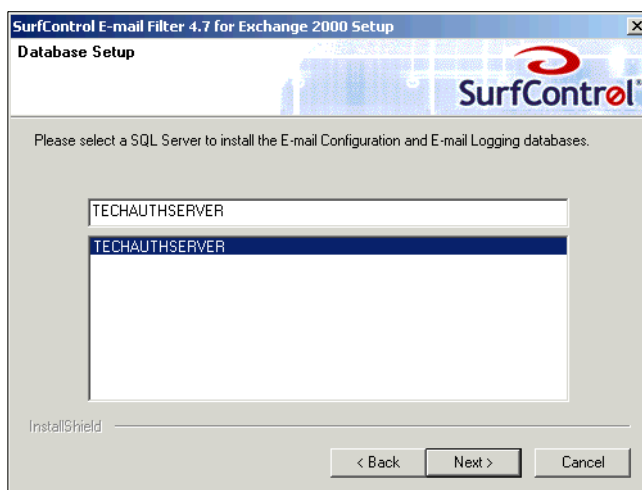 SurfControl E-mail Filter 4.7 for Exchange 2000 Setup
Database Setup
SurfControl
Please select a SQL Server to install the E-mail Configuration and E-mail Logging databases.
TECHAUTHSERVER
TECHAUTHSERVER
InstallShield
< Back Next > Cancel